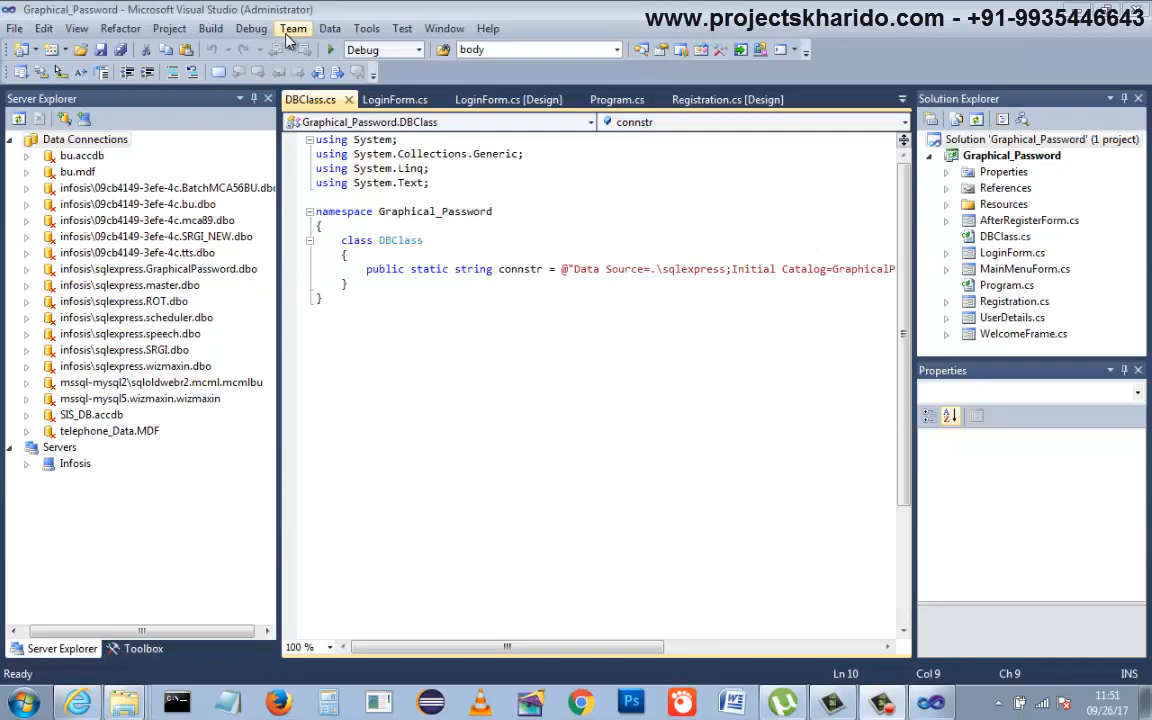 Graphical_Password - Microsoft Visual Studio (Administrator)
www.projectskharido.com - +91-9935446643
File Edit View Refactor Project Build Debug Team Data Tools Test Window Help
Debug body
Server Explorer
Data Connections
bu.accdb
bu.mdf
infosis\09cb4149-3efe-4c.BatchMCA56BU.dbo
infosis\09cb4149-3efe-4c.bu.dbo
infosis\09cb4149-3efe-4c.mca89.dbo
infosis\09cb4149-3efe-4c.SRGI_NEW.dbo
infosis\09cb4149-3efe-4c.tts.dbo
infosis\sqlexpress.GraphicalPassword.dbo
infosis\sqlexpress.master.dbo
infosis\sqlexpress.ROT.dbo
infosis\sqlexpress.scheduler.dbo
infosis\sqlexpress.speech.dbo
infosis\sqlexpress.SRGI.dbo
infosis\sqlexpress.wizmaxin.dbo
mssql-mysql2\sqloldwebr2.mcml.mcmlbu
mssql-mysql5.wizmaxin.wizmaxin
SIS_DB.accdb
telephone_Data.MDF
Servers
Infosis
Server Explorer Toolbox
DBClass.cs LoginForm.cs LoginForm.cs [Design] Program.cs Registration.cs [Design]
Graphical_Password.DBClass connstr
using System;
using System.Collections.Generic;
using System.Linq;
using System.Text;
namespace Graphical_Password
{
class DBClass
{
public static string connstr = @"Data Source=.\sqlexpress;Initial Catalog=GraphicalP
}
}
100 %
Solution Explorer
Solution 'Graphical_Password' (1 project)
Graphical_Password
Properties
References
Resources
AfterRegisterForm.cs
DBClass.cs
LoginForm.cs
MainMenuForm.cs
Program.cs
Registration.cs
UserDetails.cs
WelcomeFrame.cs
Properties
Ready Ln 10 Col 9 Ch 9 INS
Ps
11:51
09/26/17